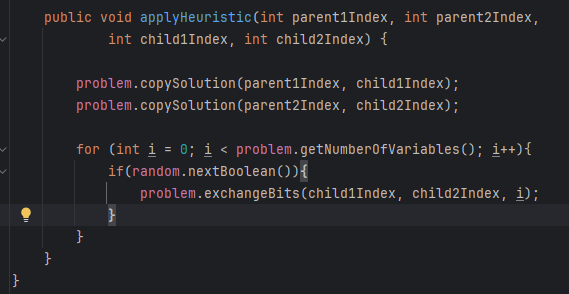 public void applyHeuristic(int parent1Index, int parent2Index,
        int child1Index, int child2Index) {
    problem.copySolution(parent1Index, child1Index);
    problem.copySolution(parent2Index, child2Index);
    for (int i = 0; i < problem.getNumberOfVariables(); i++){
        if(random.nextBoolean()){
            problem.exchangeBits(child1Index, child2Index, i);
        }
    }
}
}